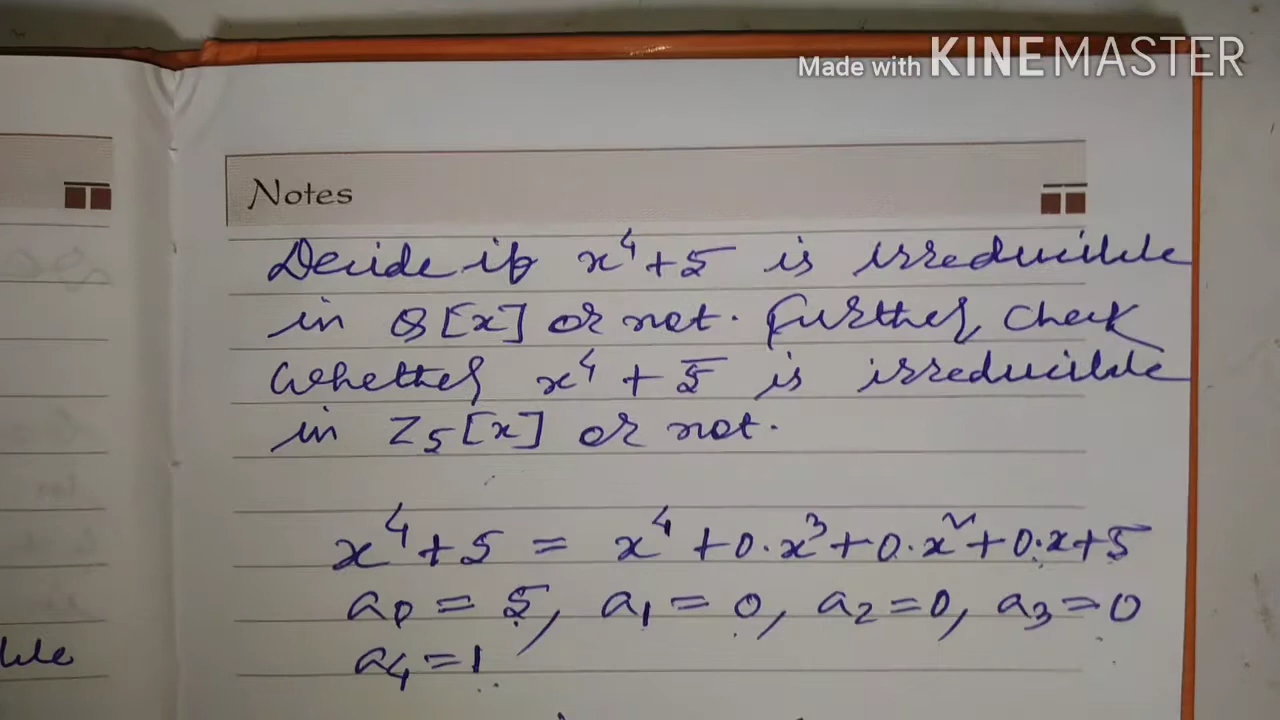 Made with KINEMASTER
Notes
Decide if x⁴+5 is irreducible
in Q[x] or not. Further, check
whether x⁴ + 5 is irreducible
in Z₅[x] or not.
x⁴+5 = x⁴+0.x³+0.x²+0.x+5
a₀ = 5, a₁ = 0, a₂=0, a₃=0
a₄=1